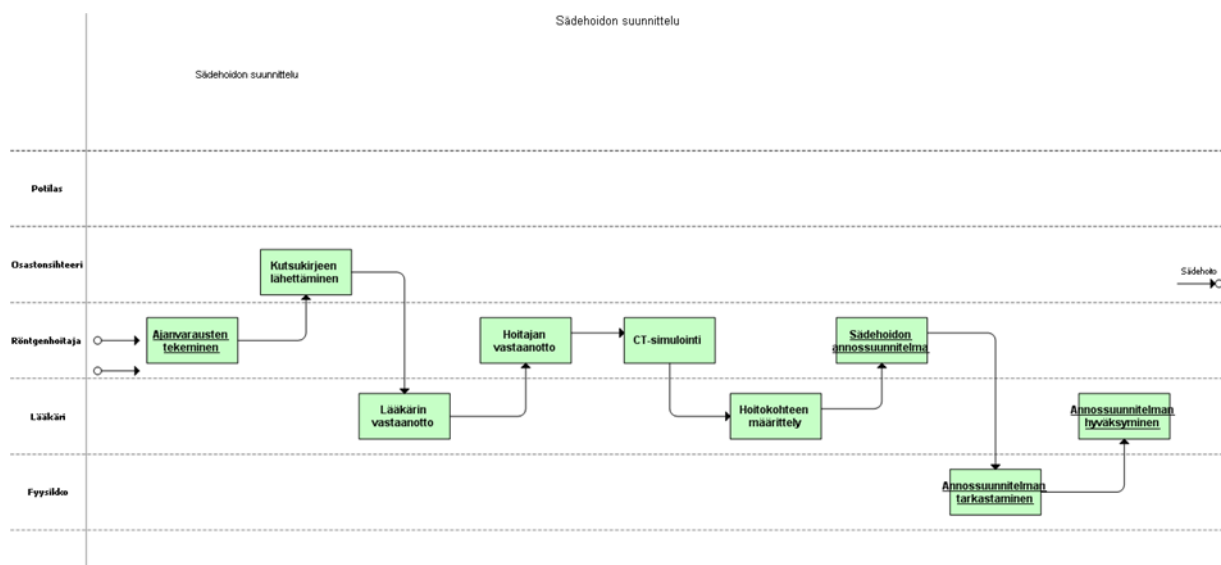 Sädehoidon suunnittelu
Sädehoidon suunnittelu
Potilas
Osastonsihteeri
Kutsukirjeen
lähettäminen
Sädehoito
Röntgenhoitaja
Ajanvarausten
tekeminen
Hoitajan
vastaanotto
CT-simulointi
Sädehoidon
annossuunnitelma
Lääkäri
Lääkärin
vastaanotto
Hoitokohteen
määrittely
Annossuunnitelman
hyväksyminen
Fyysikko
Annossuunnitelman
tarkastaminen